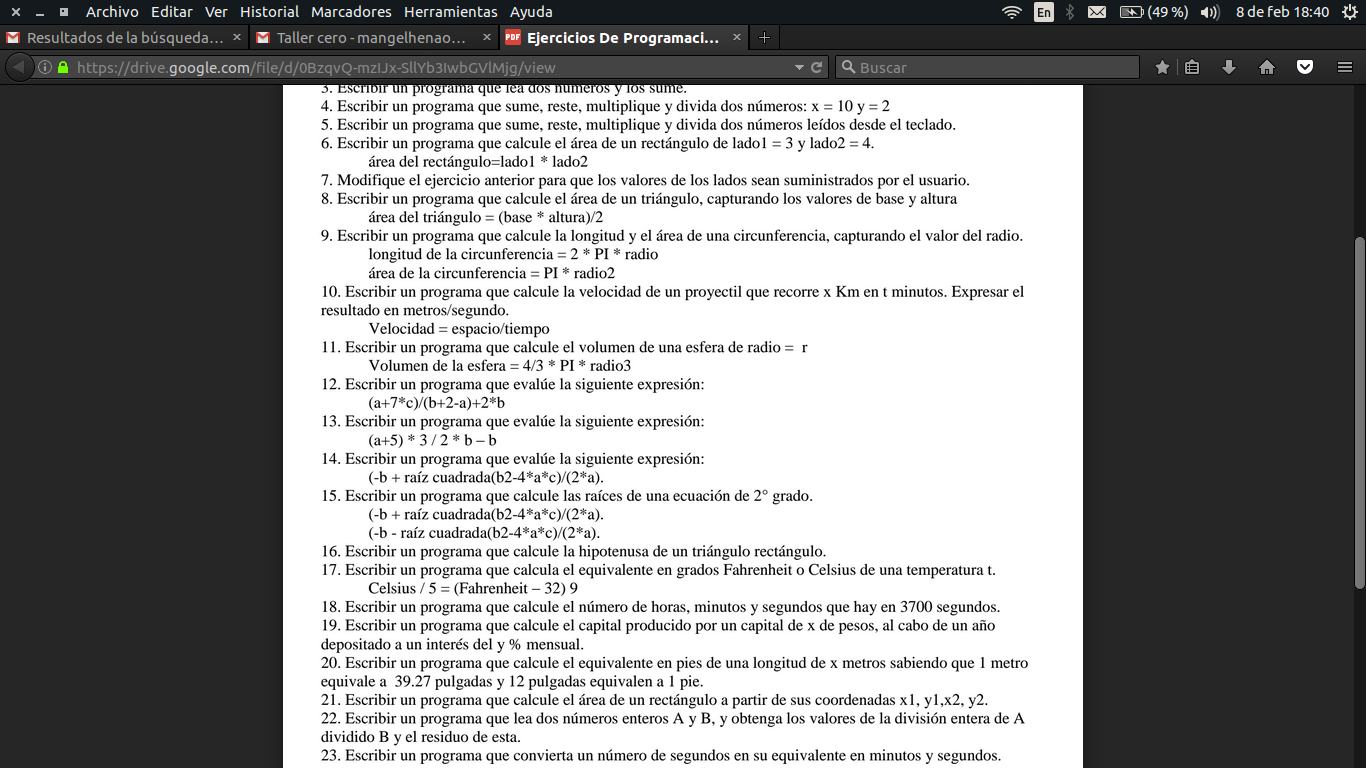 Archivo Editar Ver Historial Marcadores Herramientas Ayuda
En (49 %) 8 de feb 18:40
Resultados de la búsqueda... × Taller cero - mangelhenao... × PDF Ejercicios De Programaci... ×
https://drive.google.com/file/d/0BzqvQ-mzIJx-SllYb3IwbGVlMjg/view
Buscar
3. Escribir un programa que lea dos números y los sume.
4. Escribir un programa que sume, reste, multiplique y divida dos números: x = 10 y = 2
5. Escribir un programa que sume, reste, multiplique y divida dos números leídos desde el teclado.
6. Escribir un programa que calcule el área de un rectángulo de lado1 = 3 y lado2 = 4.
área del rectángulo=lado1 * lado2
7. Modifique el ejercicio anterior para que los valores de los lados sean suministrados por el usuario.
8. Escribir un programa que calcule el área de un triángulo, capturando los valores de base y altura
área del triángulo = (base * altura)/2
9. Escribir un programa que calcule la longitud y el área de una circunferencia, capturando el valor del radio.
longitud de la circunferencia = 2 * PI * radio
área de la circunferencia = PI * radio2
10. Escribir un programa que calcule la velocidad de un proyectil que recorre x Km en t minutos. Expresar el
resultado en metros/segundo.
Velocidad = espacio/tiempo
11. Escribir un programa que calcule el volumen de una esfera de radio =  r
Volumen de la esfera = 4/3 * PI * radio3
12. Escribir un programa que evalúe la siguiente expresión:
(a+7*c)/(b+2-a)+2*b
13. Escribir un programa que evalúe la siguiente expresión:
(a+5) * 3 / 2 * b – b
14. Escribir un programa que evalúe la siguiente expresión:
(-b + raíz cuadrada(b2-4*a*c)/(2*a).
15. Escribir un programa que calcule las raíces de una ecuación de 2° grado.
(-b + raíz cuadrada(b2-4*a*c)/(2*a).
(-b - raíz cuadrada(b2-4*a*c)/(2*a).
16. Escribir un programa que calcule la hipotenusa de un triángulo rectángulo.
17. Escribir un programa que calcula el equivalente en grados Fahrenheit o Celsius de una temperatura t.
Celsius / 5 = (Fahrenheit – 32) 9
18. Escribir un programa que calcule el número de horas, minutos y segundos que hay en 3700 segundos.
19. Escribir un programa que calcule el capital producido por un capital de x de pesos, al cabo de un año
depositado a un interés del y % mensual.
20. Escribir un programa que calcule el equivalente en pies de una longitud de x metros sabiendo que 1 metro
equivale a  39.27 pulgadas y 12 pulgadas equivalen a 1 pie.
21. Escribir un programa que calcule el área de un rectángulo a partir de sus coordenadas x1, y1,x2, y2.
22. Escribir un programa que lea dos números enteros A y B, y obtenga los valores de la división entera de A
dividido B y el residuo de esta.
23. Escribir un programa que convierta un número de segundos en su equivalente en minutos y segundos.